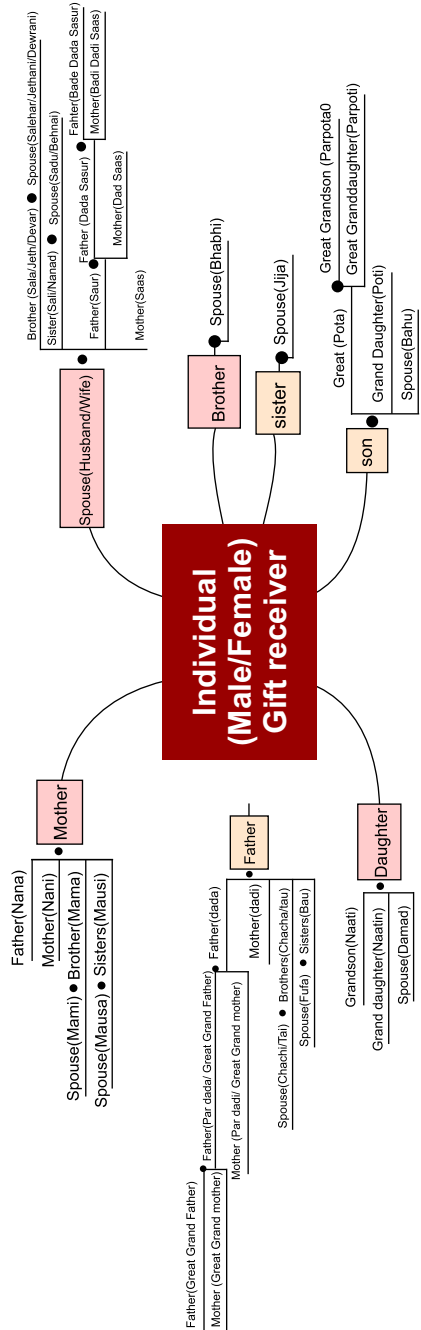 Individual
(Male/Female)
Gift receiver
Mother
Father(Nana)
Mother(Nani)
Spouse(Mami) Brother(Mama)
Spouse(Mausa) Sisters(Mausi)
Father
Father(dada)
Mother(dadi)
Spouse(Chachi/Tai) Brothers(Chacha/tau)
Spouse(Fufa) Sisters(Bau)
Father(Par dada/ Great Grand Father)
Mother (Par dadi/ Great Grand mother)
Father(Great Grand Father)
Mother (Great Grand mother)
Daughter
Grandson(Naati)
Grand daughter(Naatin)
Spouse(Damad)
Spouse(Husband/Wife)
Brother (Sala/Jeth/Devar) Spouse(Salehar/Jethani/Dewrani)
Sister(Sali/Nanad) Spouse(Sadu/Behnai)
Father(Saur)
Mother(Saas)
Father (Dada Sasur)
Mother(Dad Saas)
Fahter(Bade Dada Sasur)
Mother(Badi Dadi Saas)
Brother
Spouse(Bhabhi)
sister
Spouse(Jija)
son
Great (Pota)
Grand Daughter(Poti)
Spouse(Bahu)
Great Grandson (Parpota0
Great Granddaughter(Parpoti)